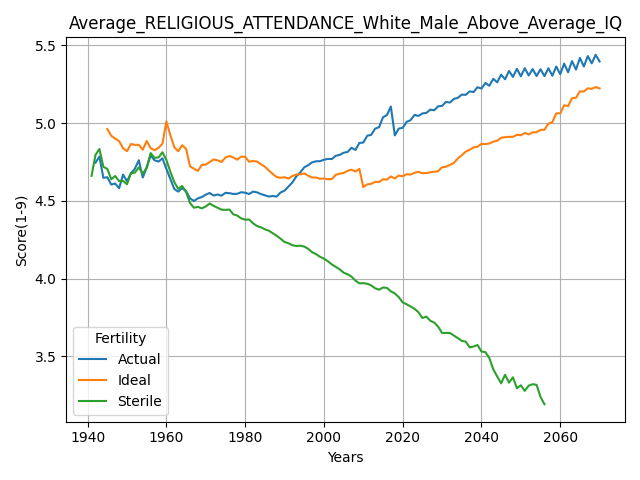 Average_RELIGIOUS_ATTENDANCE_White_Male_Above_Average_IQ
5.5
5.0
4.5
4.0
3.5
Score(1-9)
Fertility
Actual
Ideal
Sterile
1940 1960 1980 2000 2020 2040 2060
Years